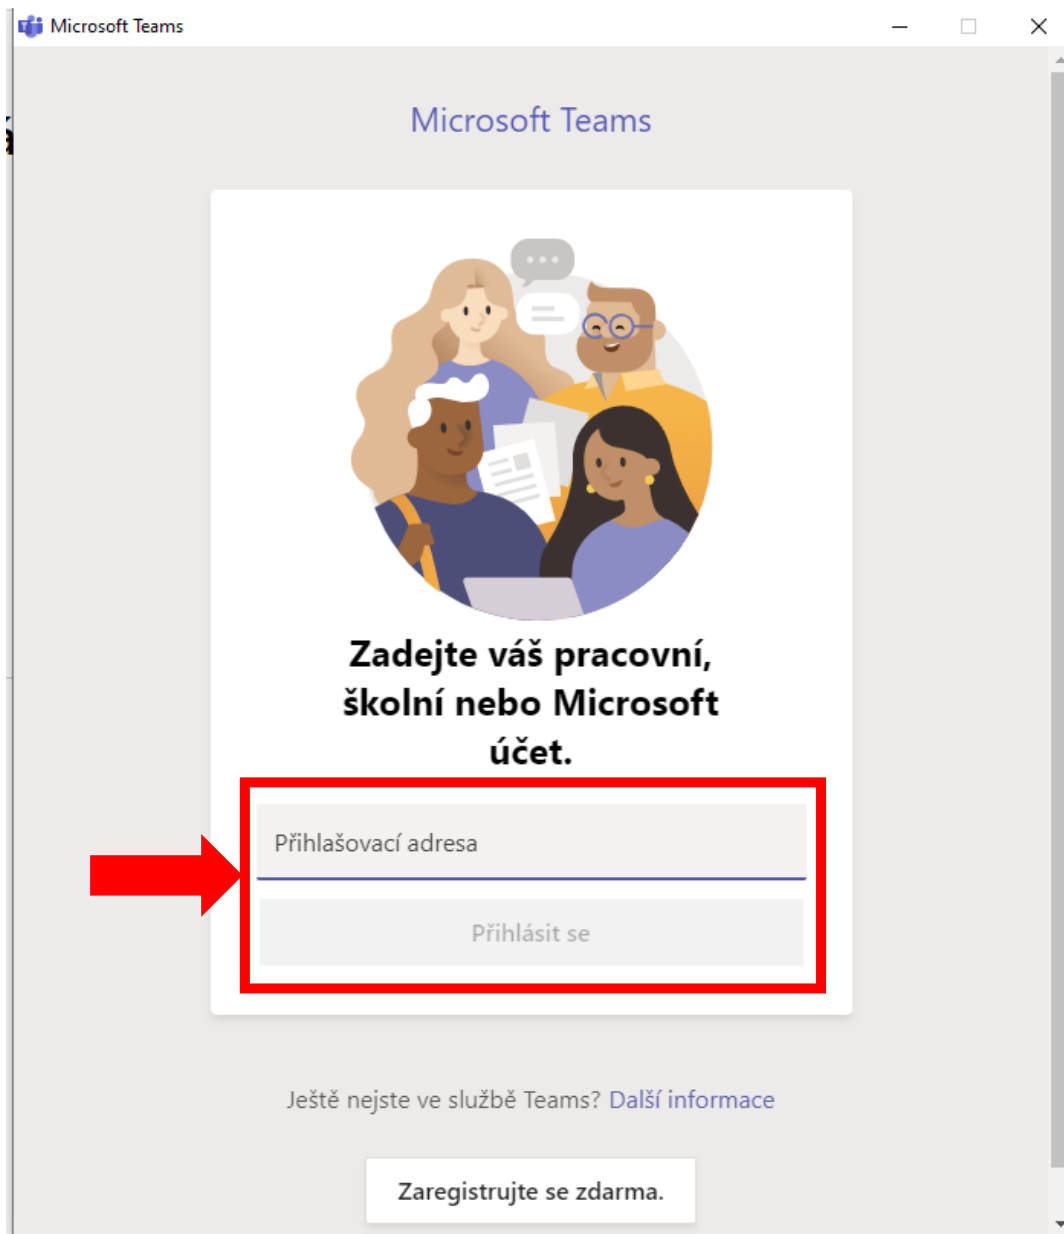 Microsoft Teams
Microsoft Teams
Zadejte váš pracovní,
školní nebo Microsoft
účet.
Přihlašovací adresa
Přihlásit se
Ještě nejste ve službě Teams? Další informace
Zaregistrujte se zdarma.